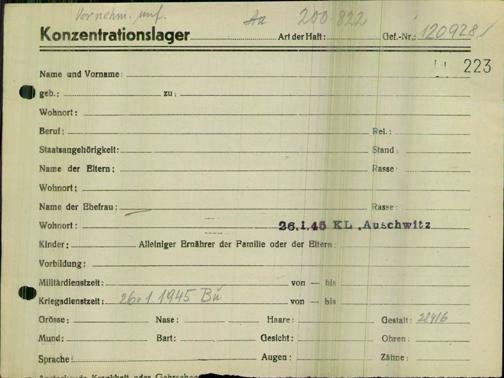 Vornehm. unf. Aa 200-822
Konzentrationslager Art der Haft: Gef.-Nr.: 120928/
223
Name und Vorname:
geb.: zu:
Wohnort:
Beruf: Rel.:
Staatsangehörigkeit: Stand:
Name der Eltern: Rasse:
Wohnort:
Name der Ehefrau: Rasse:
Wohnort 26.1.45 KL. Auschwitz
Kinder: Alleiniger Ernährer der Familie oder der Eltern:
Vorbildung:
Militärdienstzeit: von — bis
Kriegsdienstzeit: 26.1.1945 Bü von — bis
Grösse: Nase: Haare: Gestalt: 22416
Mund: Bart: Gesicht: Ohren:
Sprache: Augen: Zähne: